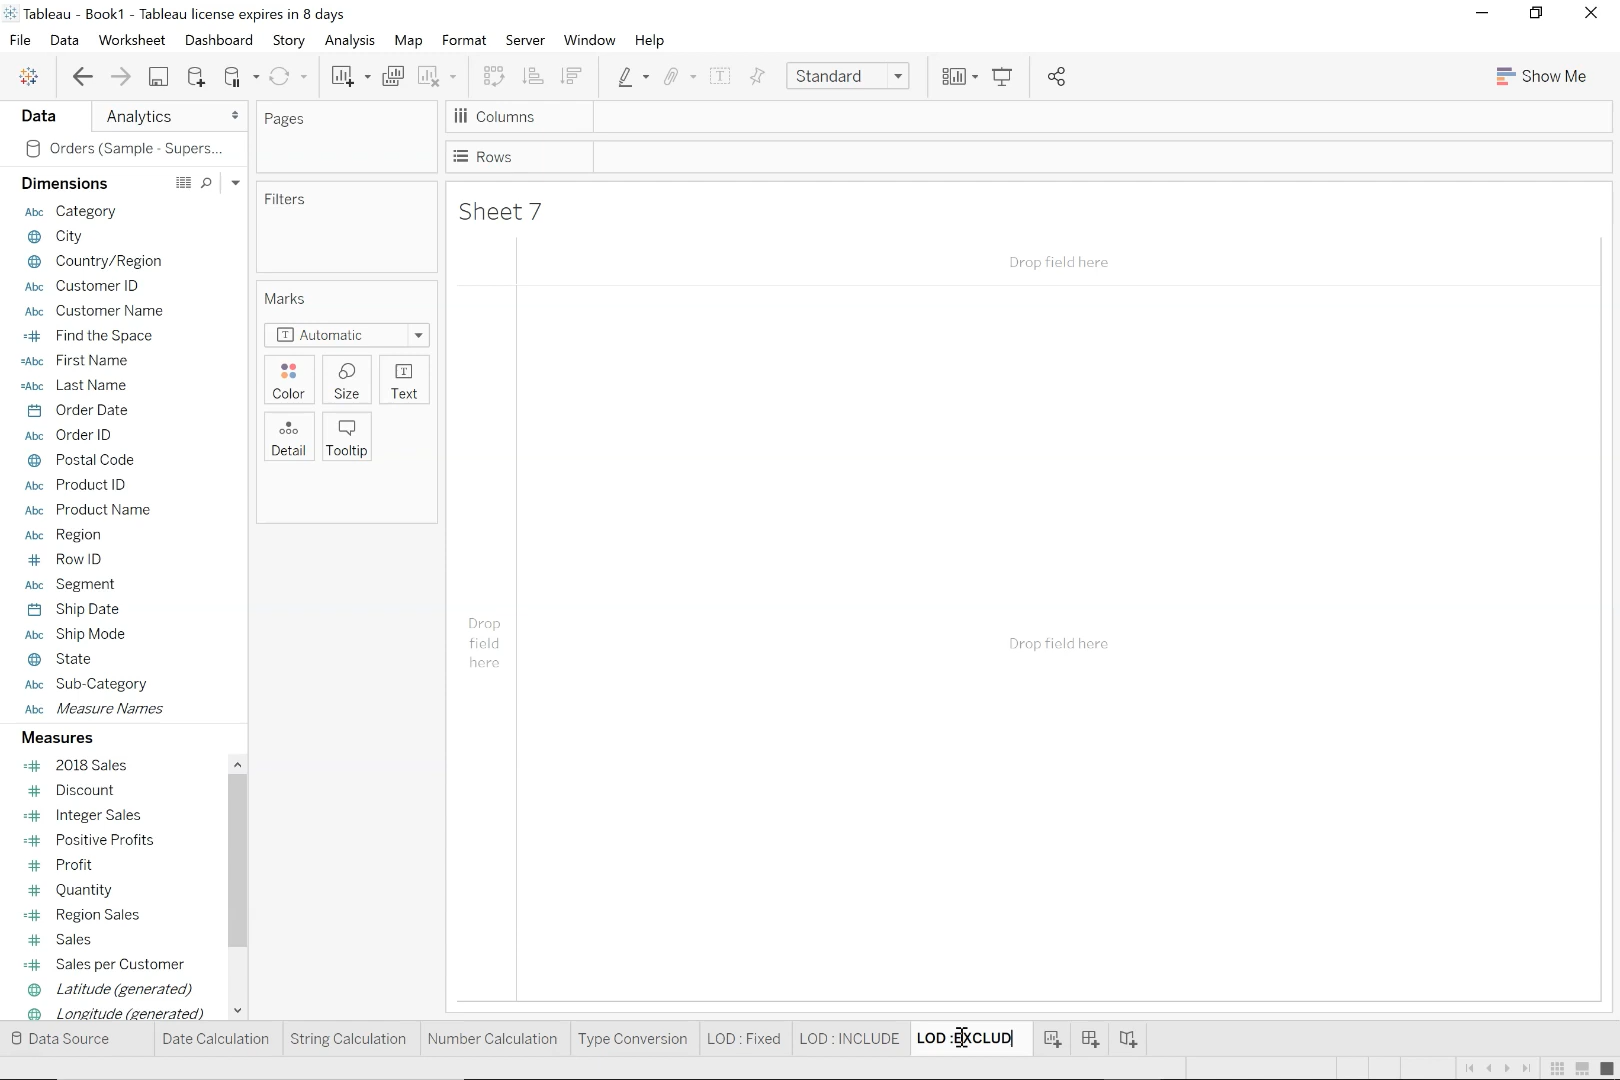 Tableau - Book1 - Tableau license expires in 8 days
File Data Worksheet Dashboard Story Analysis Map Format Server Window Help
Standard
Show Me
Data Analytics
Orders (Sample - Supers...
Dimensions
Category
City
Country/Region
Customer ID
Customer Name
Find the Space
First Name
Last Name
Order Date
Order ID
Postal Code
Product ID
Product Name
Region
Row ID
Segment
Ship Date
Ship Mode
State
Sub-Category
Measure Names
Measures
2018 Sales
Discount
Integer Sales
Positive Profits
Profit
Quantity
Region Sales
Sales
Sales per Customer
Latitude (generated)
Longitude (generated)
Pages
Filters
Marks
Automatic
Color Size Text
Detail Tooltip
Columns
Rows
Sheet 7
Drop field here
Drop
field
here
Drop field here
Data Source Date Calculation String Calculation Number Calculation Type Conversion LOD : Fixed LOD : INCLUDE LOD :EXCLUD